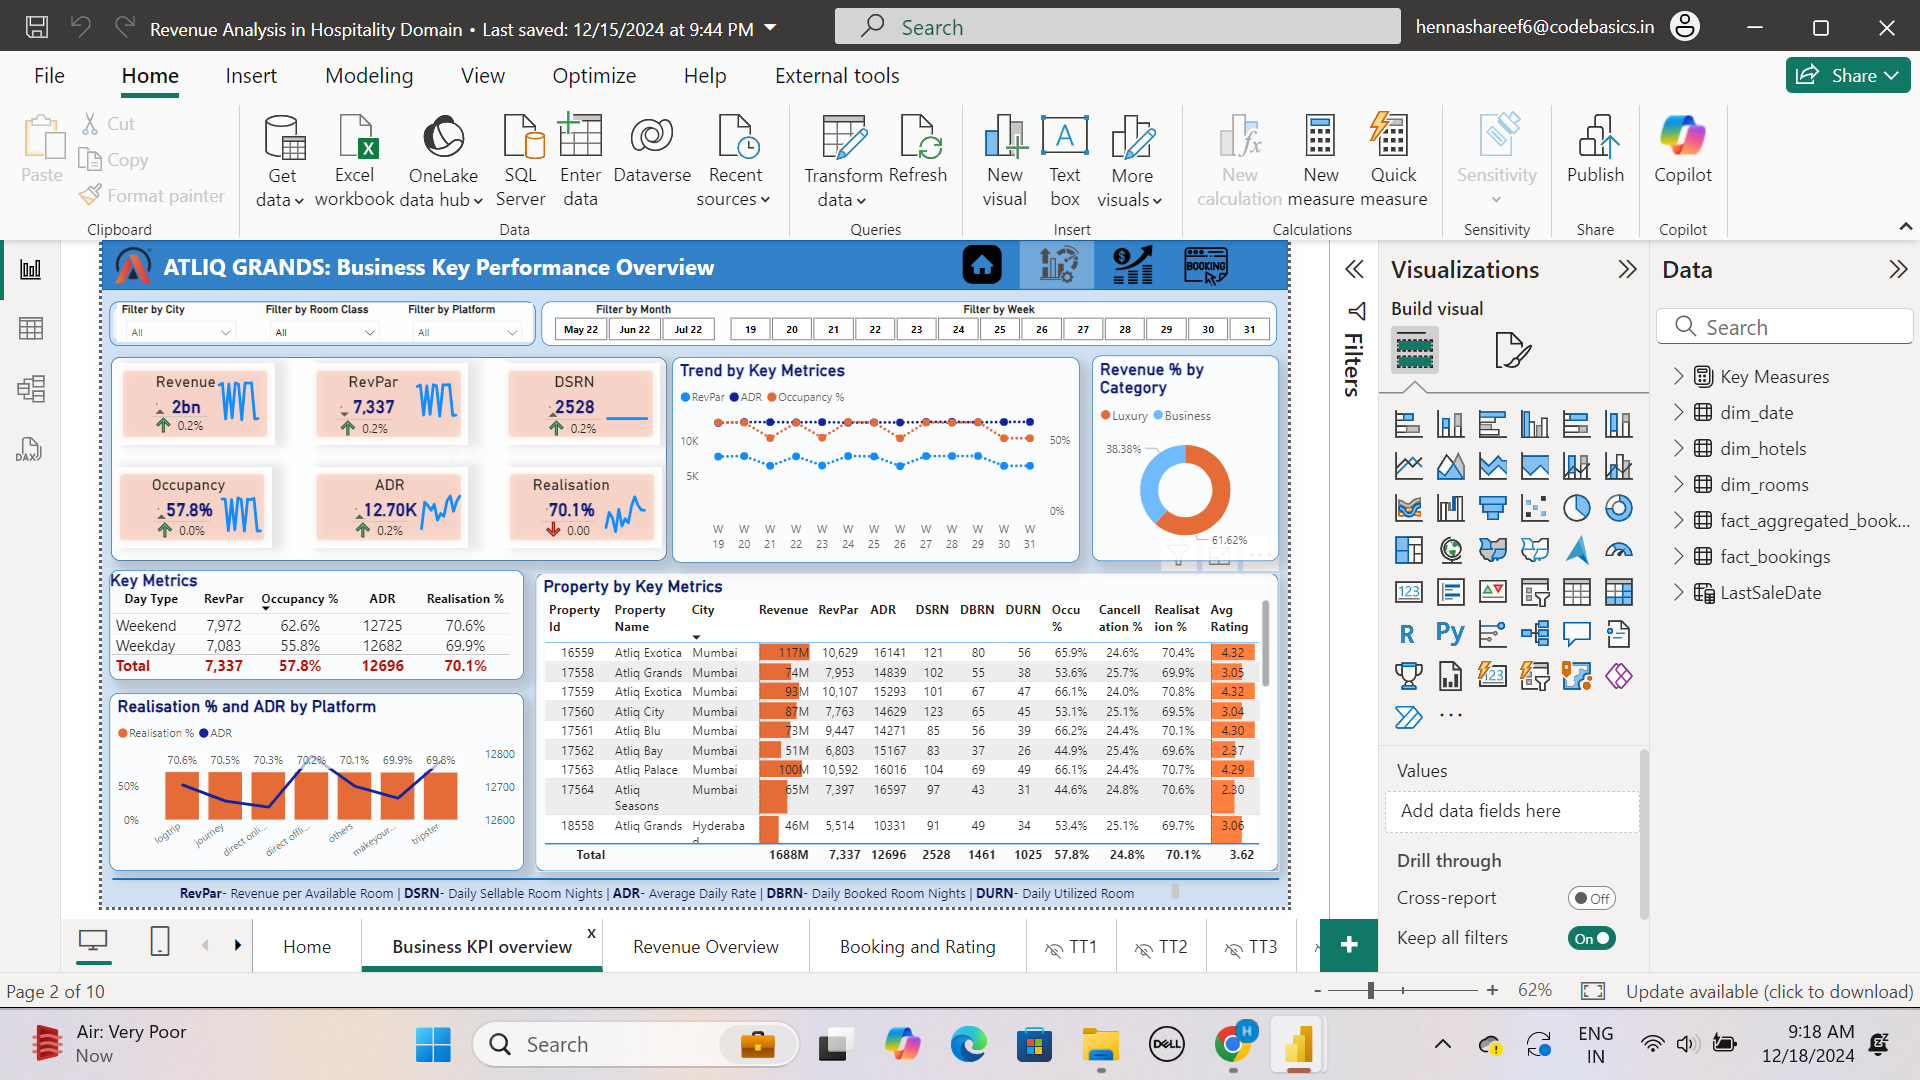 Revenue Analysis in Hospitality Domain • Last saved: 12/15/2024 at 9:44 PM
Search
hennashareef6@codebasics.in
File Home Insert Modeling View Optimize Help External tools
Share
Paste
Cut
Copy
Format painter
Clipboard
Get data
Excel workbook
OneLake data hub
SQL Server
Enter data
Dataverse
Recent sources
Data
Transform data
Refresh
Queries
New visual
Text box
More visuals
Insert
New calculation
New measure
Quick measure
Calculations
Sensitivity
Sensitivity
Publish
Share
Copilot
Copilot
ATLIQ GRANDS: Business Key Performance Overview
BOOKING
Filter by City
All
Filter by Room Class
All
Filter by Platform
All
Filter by Month
May 22 Jun 22 Jul 22
Filter by Week
19 20 21 22 23 24 25 26 27 28 29 30 31
Revenue
2bn
0.2%
RevPar
7,337
0.2%
DSRN
2528
0.2%
Occupancy
57.8%
0.0%
ADR
12.70K
0.2%
Realisation
70.1%
0.00
Trend by Key Metrices
RevPar ADR Occupancy %
10K
5K
50%
0%
W 19 W 20 W 21 W 22 W 23 W 24 W 25 W 26 W 27 W 28 W 29 W 30 W 31
Revenue % by
Category
Luxury Business
38.38%
61.62%
Key Metrics
Day Type RevPar Occupancy % ADR Realisation %
Weekend 7,972 62.6% 12725 70.6%
Weekday 7,083 55.8% 12682 69.9%
Total 7,337 57.8% 12696 70.1%
Realisation % and ADR by Platform
Realisation % ADR
70.6% 70.5% 70.3% 70.2% 70.1% 69.9% 69.8%
50%
0%
12800
12700
12600
logtrip journey direct onli... direct offli... others makeyour... tripster
Property by Key Metrics
Property Id Property Name City Revenue RevPar ADR DSRN DBRN DURN Occu % Cancellation % Realisation % Avg Rating
16559 Atliq Exotica Mumbai 117M 10,629 16141 121 80 56 65.9% 24.6% 70.4% 4.32
17558 Atliq Grands Mumbai 74M 7,953 14839 102 55 38 53.6% 25.7% 69.9% 3.05
17559 Atliq Exotica Mumbai 93M 10,107 15293 101 67 47 66.1% 24.0% 70.8% 4.32
17560 Atliq City Mumbai 87M 7,763 14629 123 65 45 53.1% 25.1% 69.5% 3.04
17561 Atliq Blu Mumbai 73M 9,447 14271 85 56 39 66.2% 24.4% 70.1% 4.30
17562 Atliq Bay Mumbai 51M 6,803 15167 83 37 26 44.9% 25.4% 69.6% 2.37
17563 Atliq Palace Mumbai 100M 10,592 16016 104 69 49 66.1% 24.4% 70.7% 4.29
17564 Atliq Seasons Mumbai 65M 7,397 16597 97 43 31 44.6% 24.8% 70.6% 2.30
18558 Atliq Grands Hyderabad 46M 5,514 10331 91 49 34 53.4% 25.1% 69.7% 3.06
Total 1688M 7,337 12696 2528 1461 1025 57.8% 24.8% 70.1% 3.62
RevPar- Revenue per Available Room | DSRN- Daily Sellable Room Nights | ADR- Average Daily Rate | DBRN- Daily Booked Room Nights | DURN- Daily Utilized Room
Filters
Visualizations
Build visual
123
R
Py
123
Values
Add data fields here
Drill through
Cross-report Off
Keep all filters On
Data
Search
Key Measures
dim_date
dim_hotels
dim_rooms
fact_aggregated_book...
fact_bookings
LastSaleDate
DAX
Home
Business KPI overview x
Revenue Overview
Booking and Rating
TT1
TT2
TT3
+
Page 2 of 10
- + 62%
Update available (click to download)
Air: Very Poor
Now
Search
DELL
H
ENG
IN
9:18 AM
12/18/2024